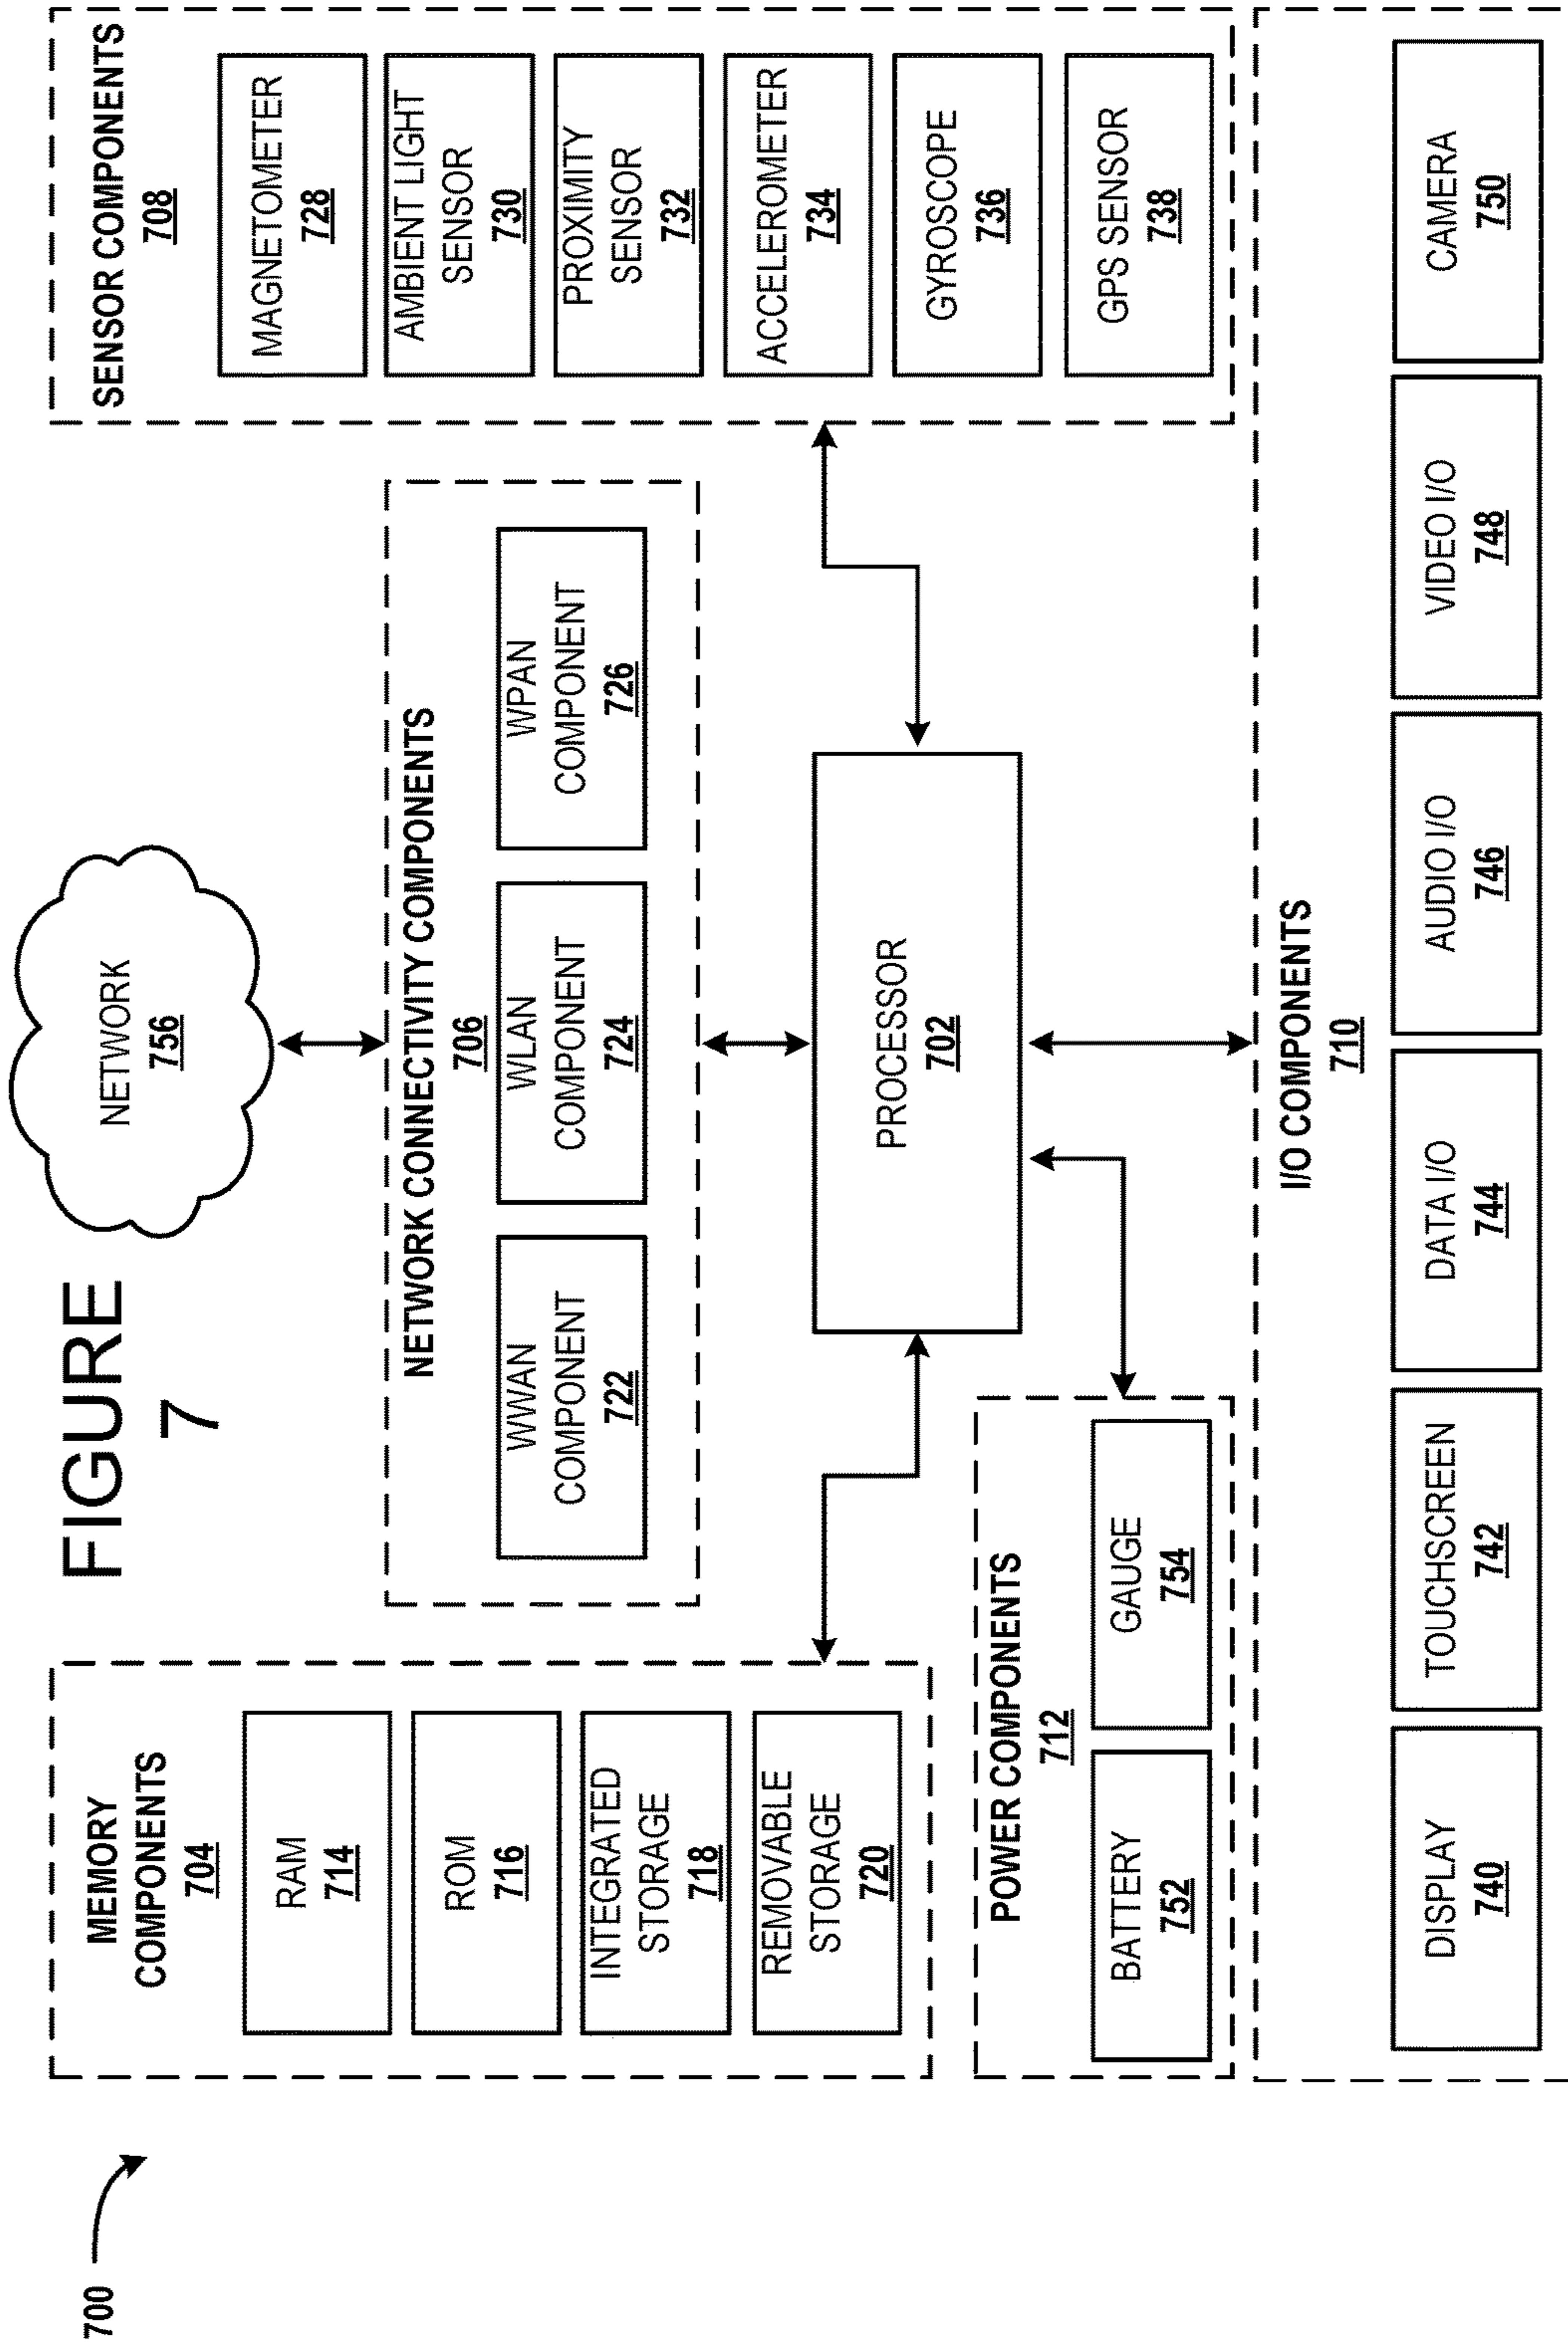 700
FIGURE
7
NETWORK
756
MEMORY
COMPONENTS
704
RAM
714
ROM
716
INTEGRATED
STORAGE
718
REMOVABLE
STORAGE
720
NETWORK CONNECTIVITY COMPONENTS
706
WWAN
COMPONENT
722
WLAN
COMPONENT
724
WPAN
COMPONENT
726
SENSOR COMPONENTS
708
MAGNETOMETER
728
AMBIENT LIGHT
SENSOR
730
PROXIMITY
SENSOR
732
ACCELEROMETER
734
GYROSCOPE
736
GPS SENSOR
738
PROCESSOR
702
POWER COMPONENTS
712
BATTERY
752
GAUGE
754
I/O COMPONENTS
710
DISPLAY
740
TOUCHSCREEN
742
DATA I/O
744
AUDIO I/O
746
VIDEO I/O
748
CAMERA
750